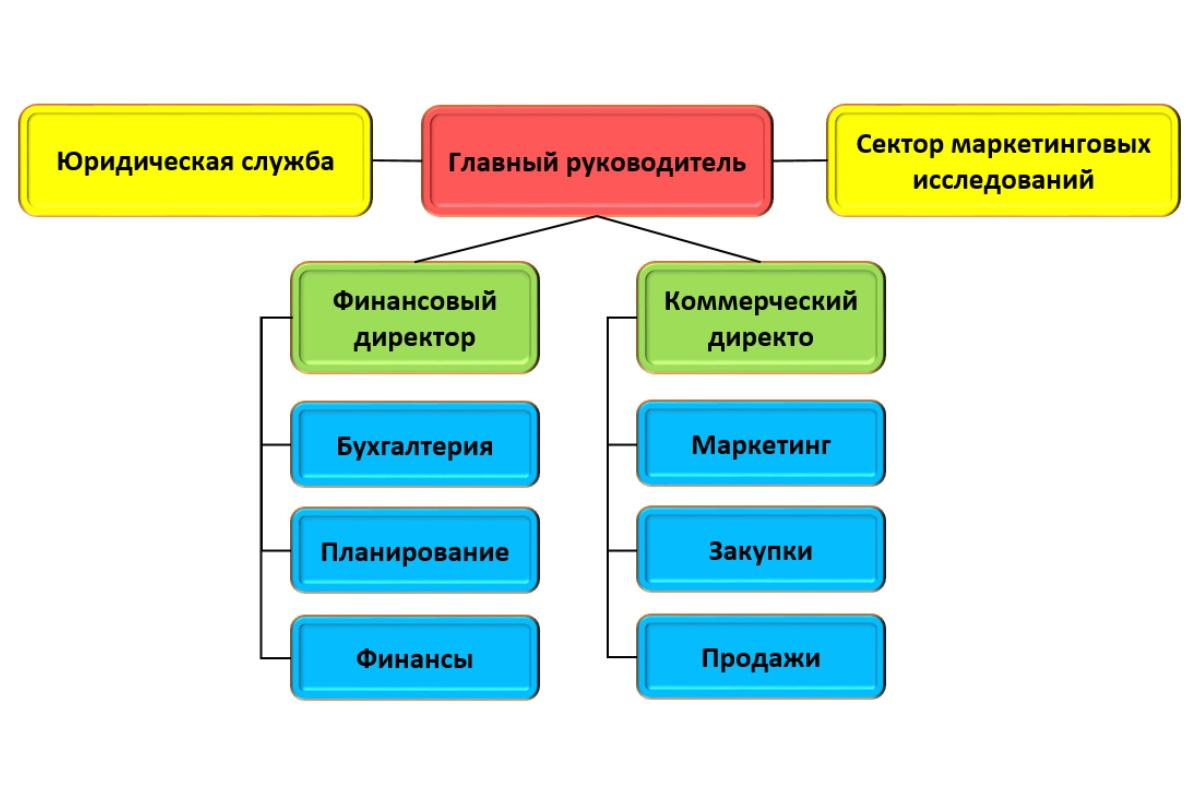 Юридическая служба
Главный руководитель
Сектор маркетинговых
исследований
Финансовый
директор
Коммерческий
директо
Бухгалтерия
Маркетинг
Планирование
Закупки
Финансы
Продажи